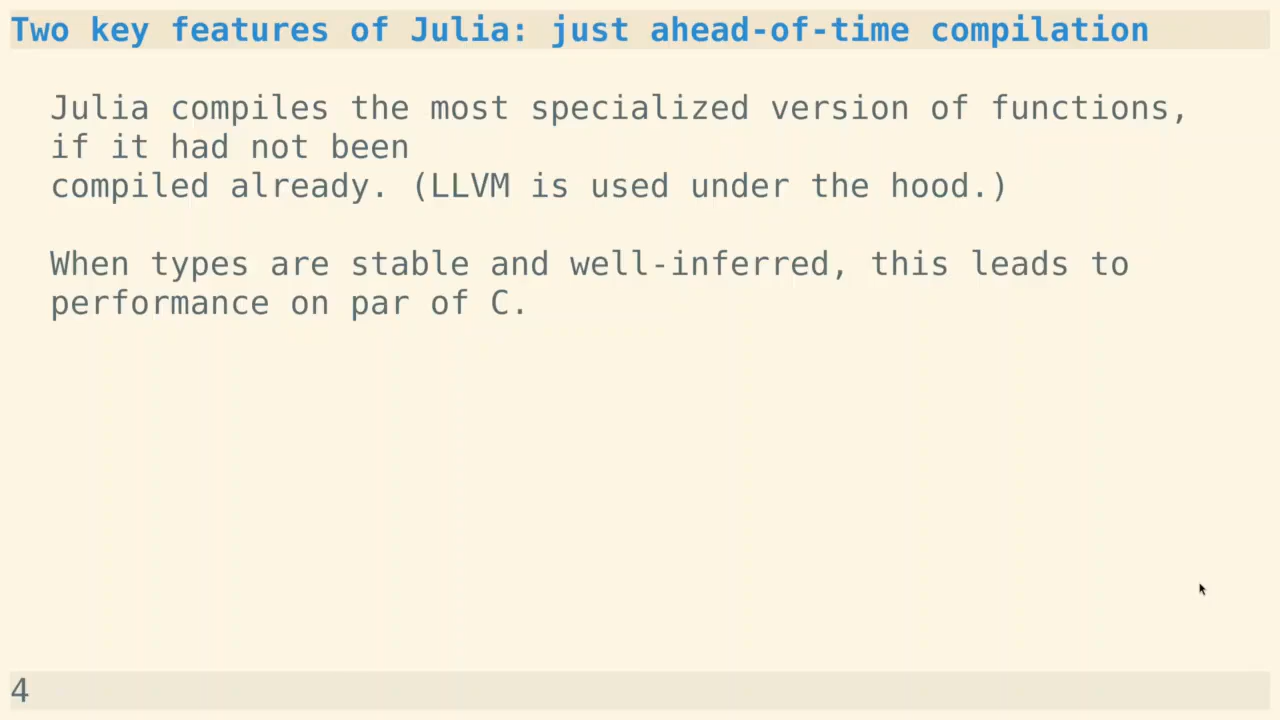 Two key features of Julia: just ahead-of-time compilation
Julia compiles the most specialized version of functions,
if it had not been
compiled already. (LLVM is used under the hood.)
When types are stable and well-inferred, this leads to
performance on par of C.
4